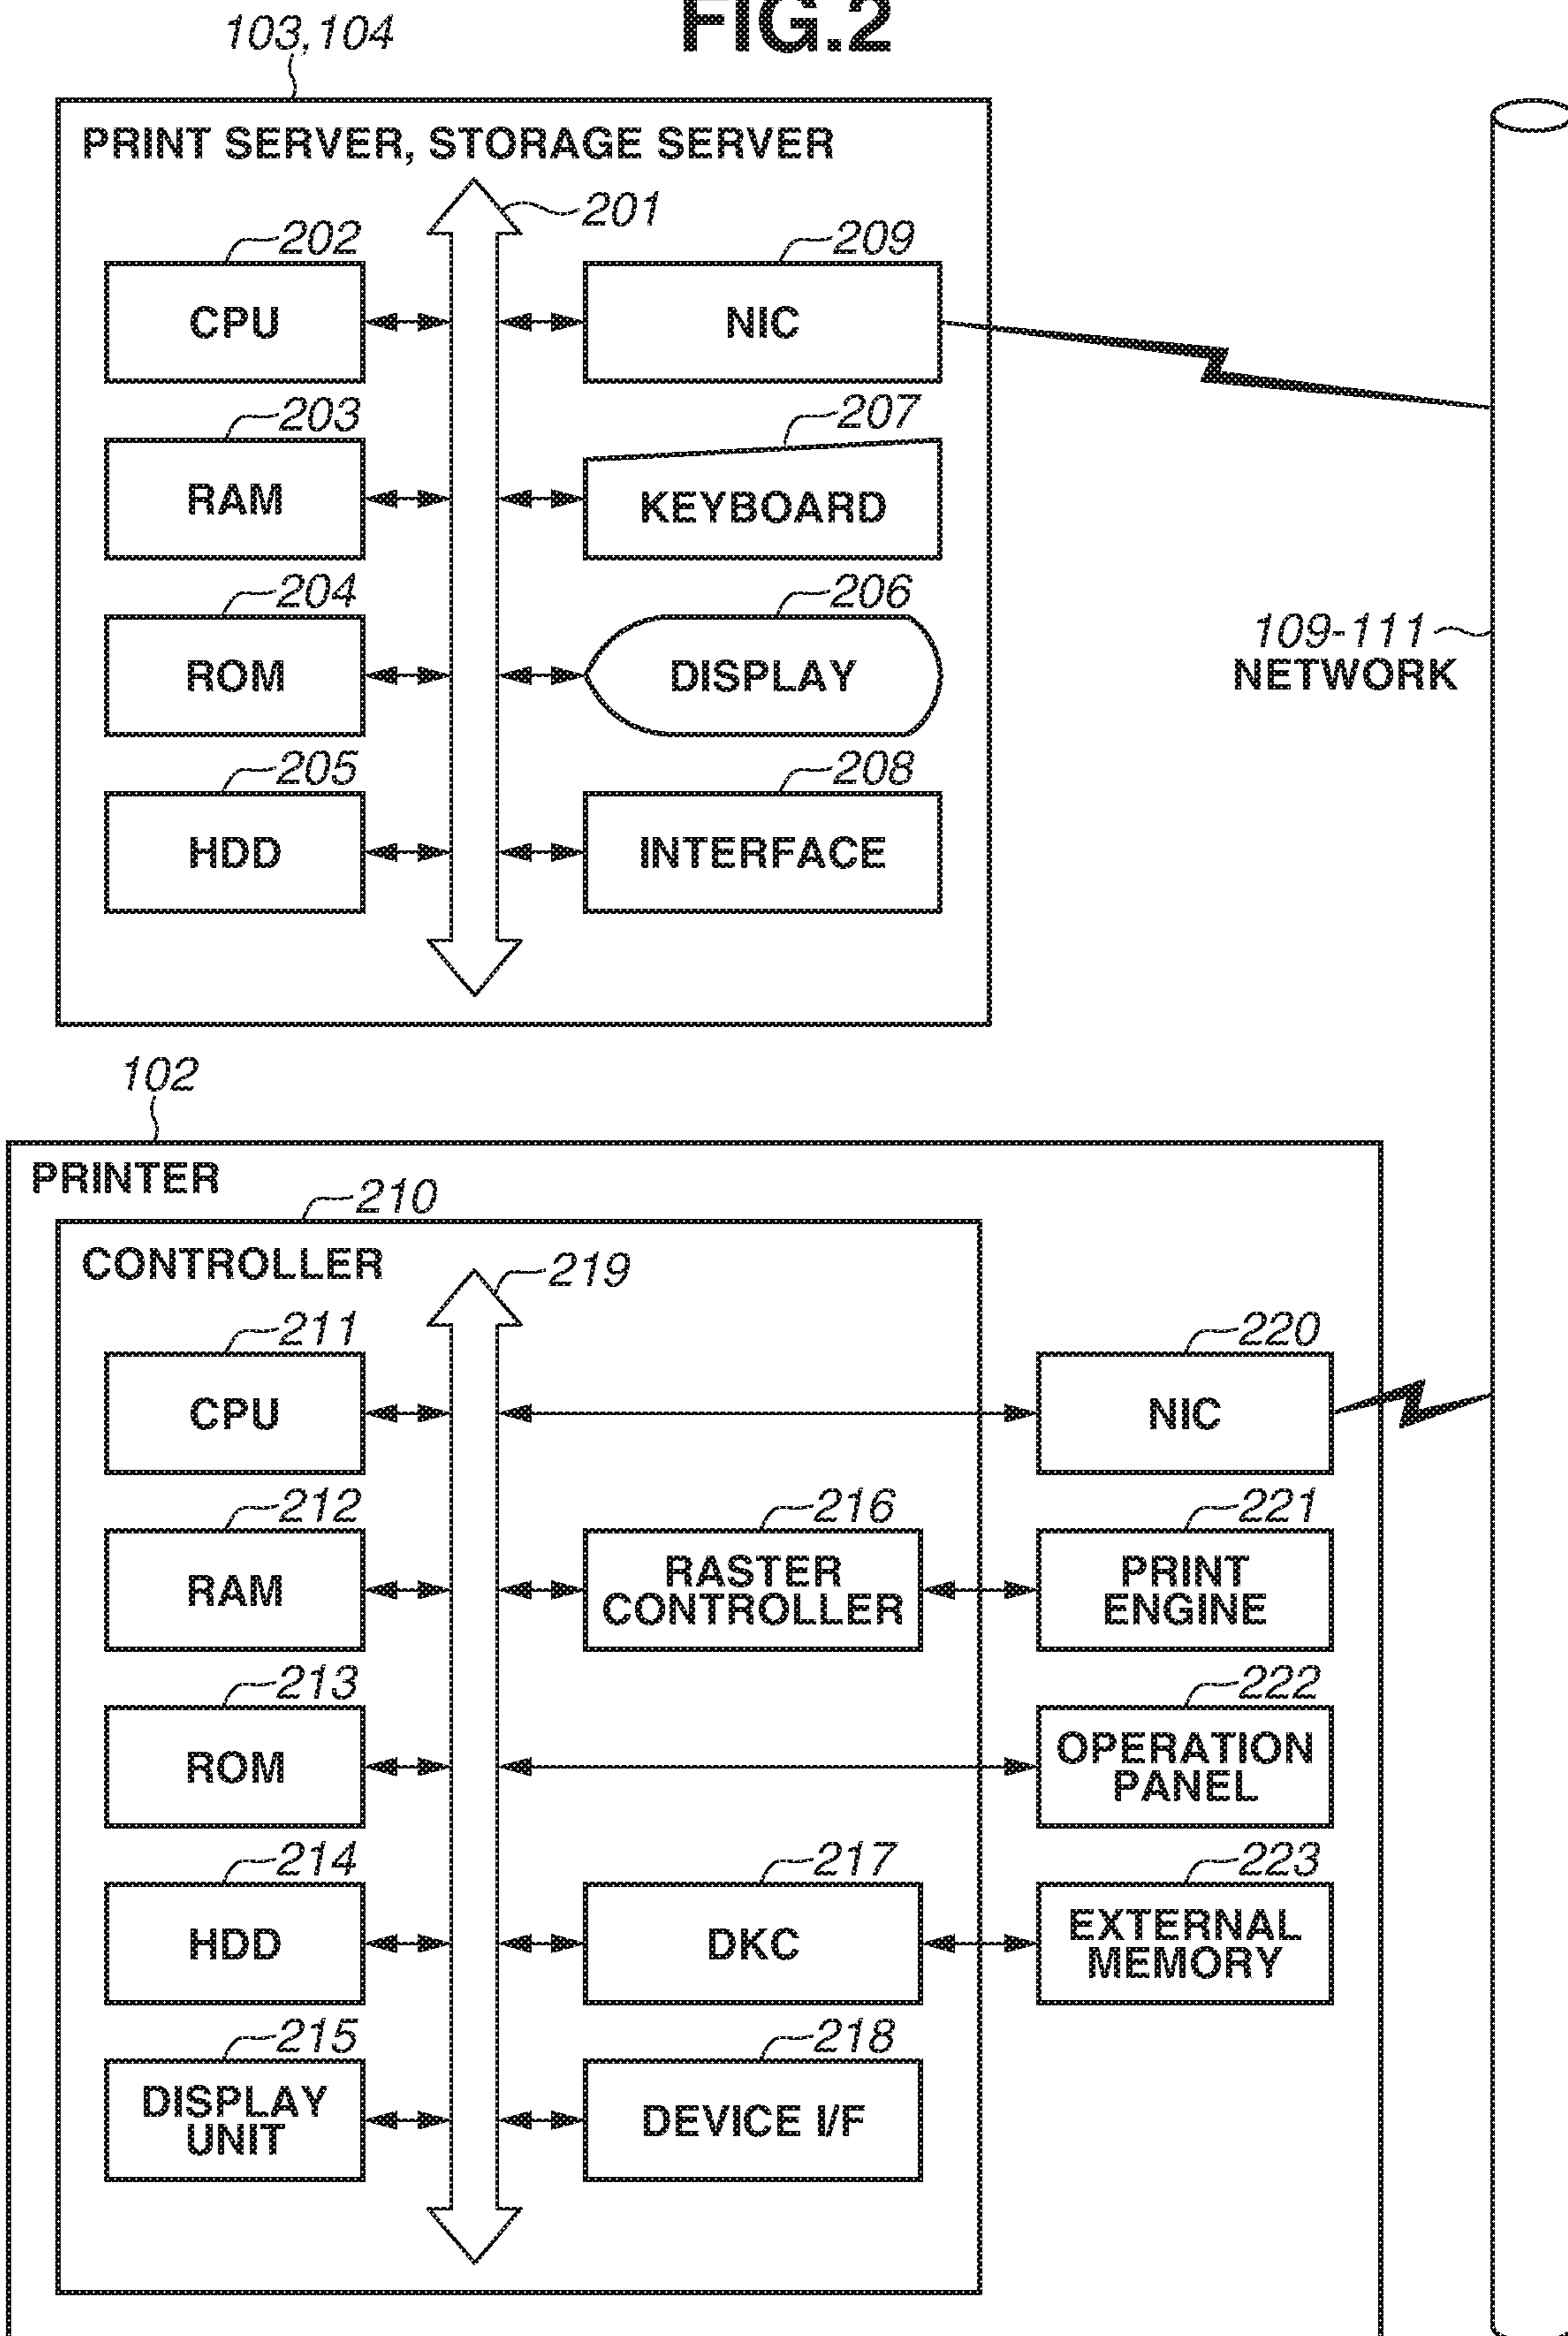 FIG.2
103,104
PRINT SERVER, STORAGE SERVER
201
202
209
CPU
NIC
203
207
RAM
KEYBOARD
204
206
ROM
DISPLAY
109-111
NETWORK
205
208
HDD
INTERFACE
102
PRINTER
210
CONTROLLER
219
211
220
CPU
NIC
212
216
221
RAM
RASTER
CONTROLLER
PRINT
ENGINE
213
222
ROM
OPERATION
PANEL
214
217
223
HDD
DKC
EXTERNAL
MEMORY
215
218
DISPLAY
UNIT
DEVICE I/F